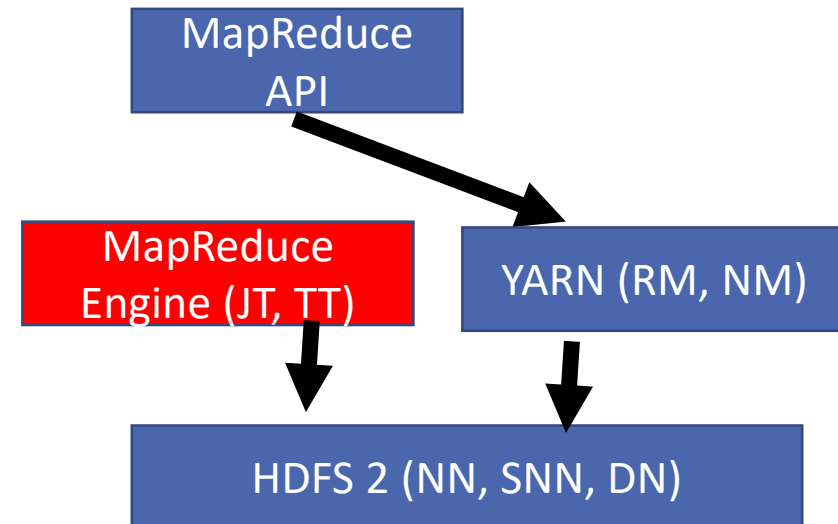 MapReduce
API
MapReduce
Engine (JT, TT)
YARN (RM, NM)
HDFS 2 (NN, SNN, DN)